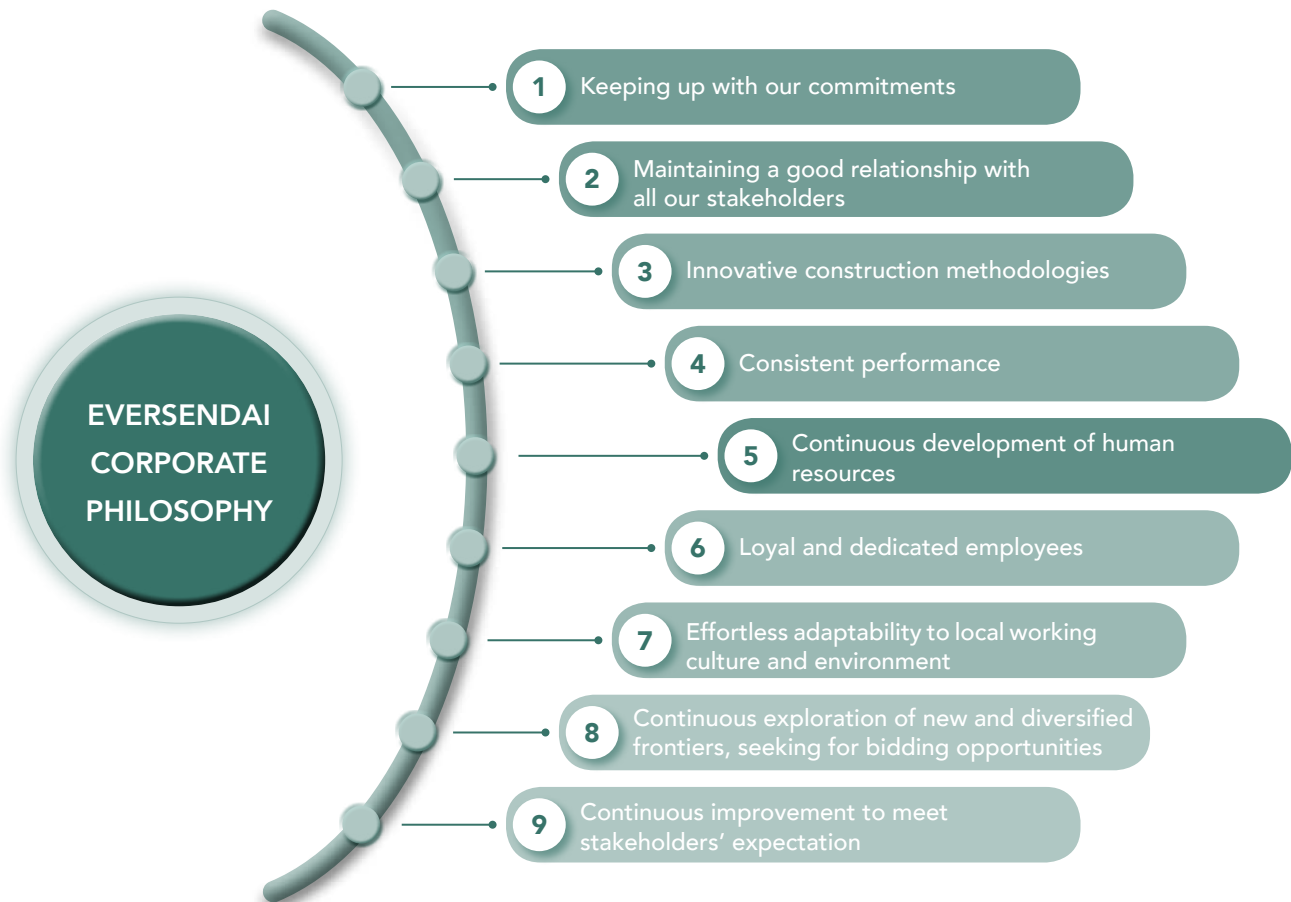 EVERSENDAI
CORPORATE
PHILOSOPHY
1 Keeping up with our commitments
2 Maintaining a good relationship with
all our stakeholders
3 Innovative construction methodologies
4 Consistent performance
5 Continuous development of human
resources
6 Loyal and dedicated employees
7 Effortless adaptability to local working
culture and environment
8 Continuous exploration of new and diversified
frontiers, seeking for bidding opportunities
9 Continuous improvement to meet
stakeholders’ expectation